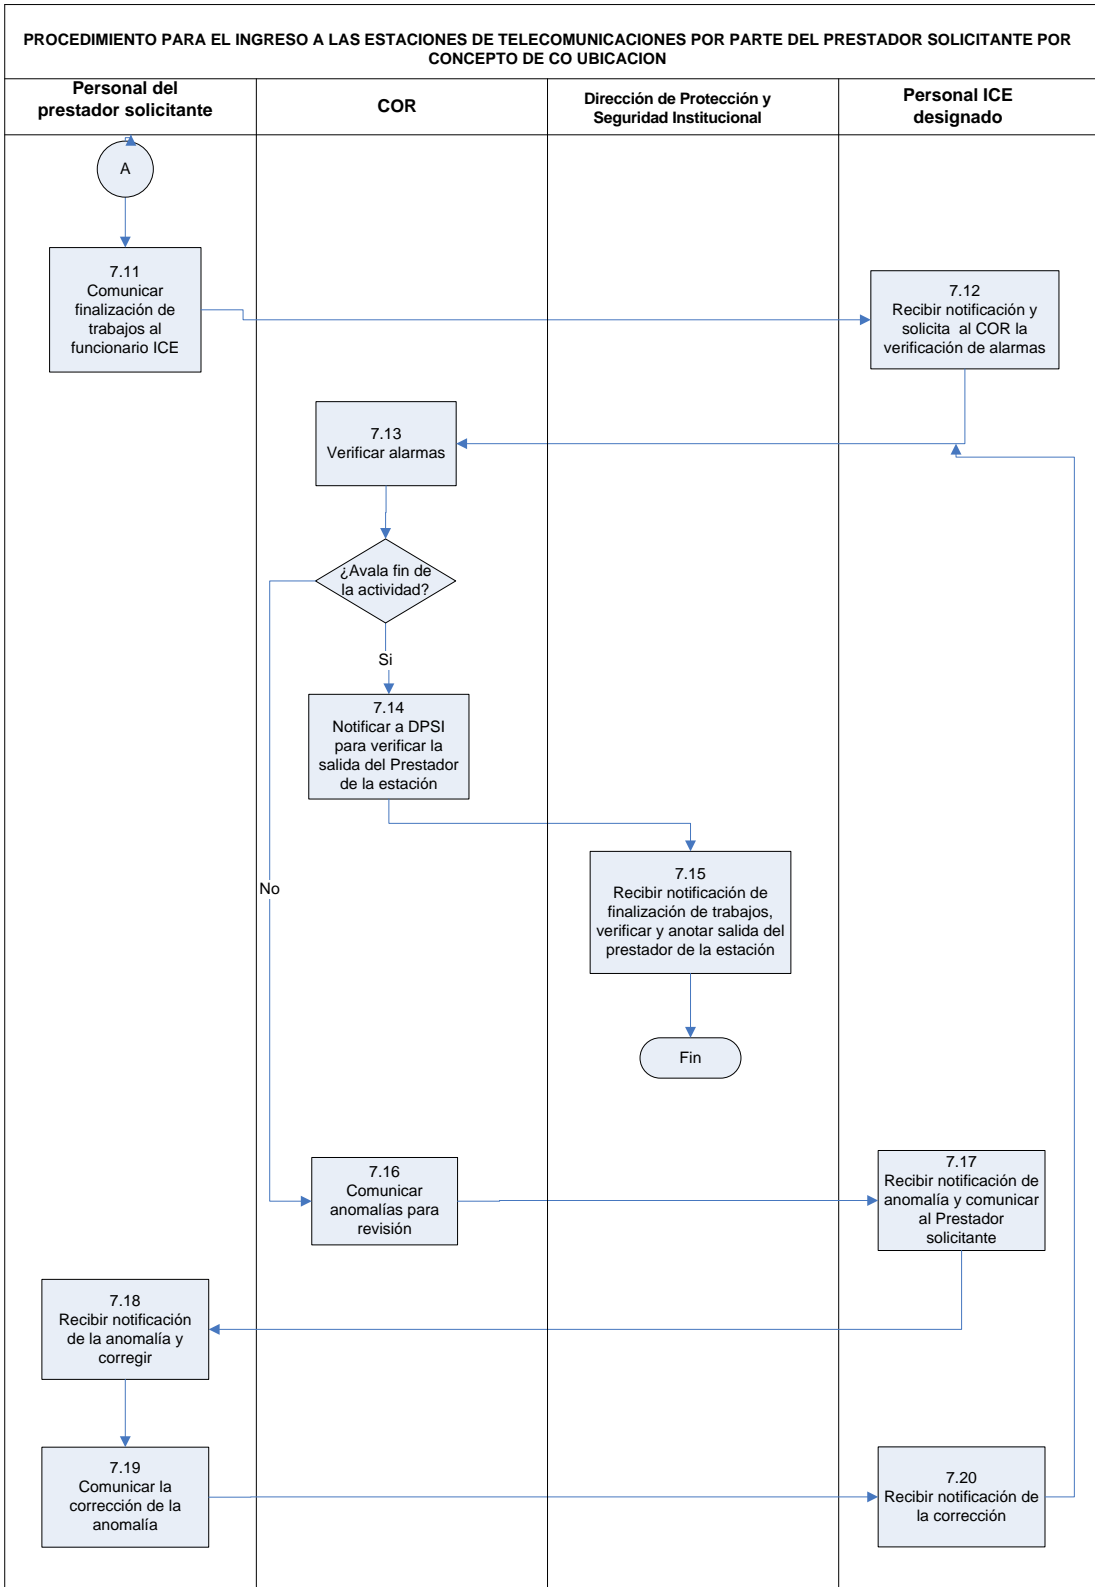 PROCEDIMIENTO PARA EL INGRESO A LAS ESTACIONES DE TELECOMUNICACIONES POR PARTE DEL PRESTADOR SOLICITANTE POR
CONCEPTO DE CO UBICACION
Personal del
prestador solicitante
COR
Dirección de Protección y
Seguridad Institucional
Personal ICE
designado
A
7.11
Comunicar
finalización de
trabajos al
funcionario ICE
7.12
Recibir notificación y
solicita al COR la
verificación de alarmas
7.13
Verificar alarmas
¿Avala fin de
la actividad?
Si
7.14
Notificar a DPSI
para verificar la
salida del Prestador
de la estación
No
7.15
Recibir notificación de
finalización de trabajos,
verificar y anotar salida del
prestador de la estación
Fin
7.16
Comunicar
anomalías para
revisión
7.17
Recibir notificación de
anomalía y comunicar
al Prestador
solicitante
7.18
Recibir notificación
de la anomalía y
corregir
7.19
Comunicar la
corrección de la
anomalía
7.20
Recibir notificación de
la corrección